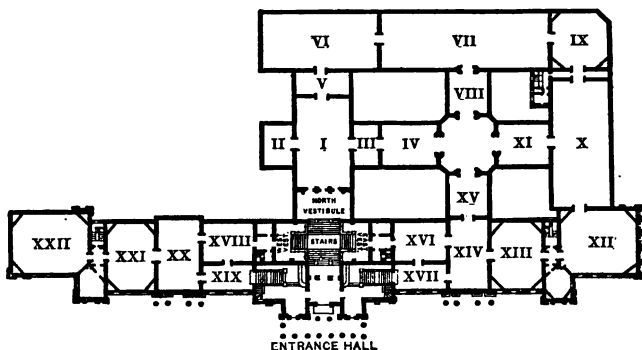 VI VII IX
V VIII
II I III IV XI X
NORTH
VESTIBULE
XV
XXII XXI XX XVIII STAIRS XVI XIV XIII XII
XIX XVII
ENTRANCE HALL